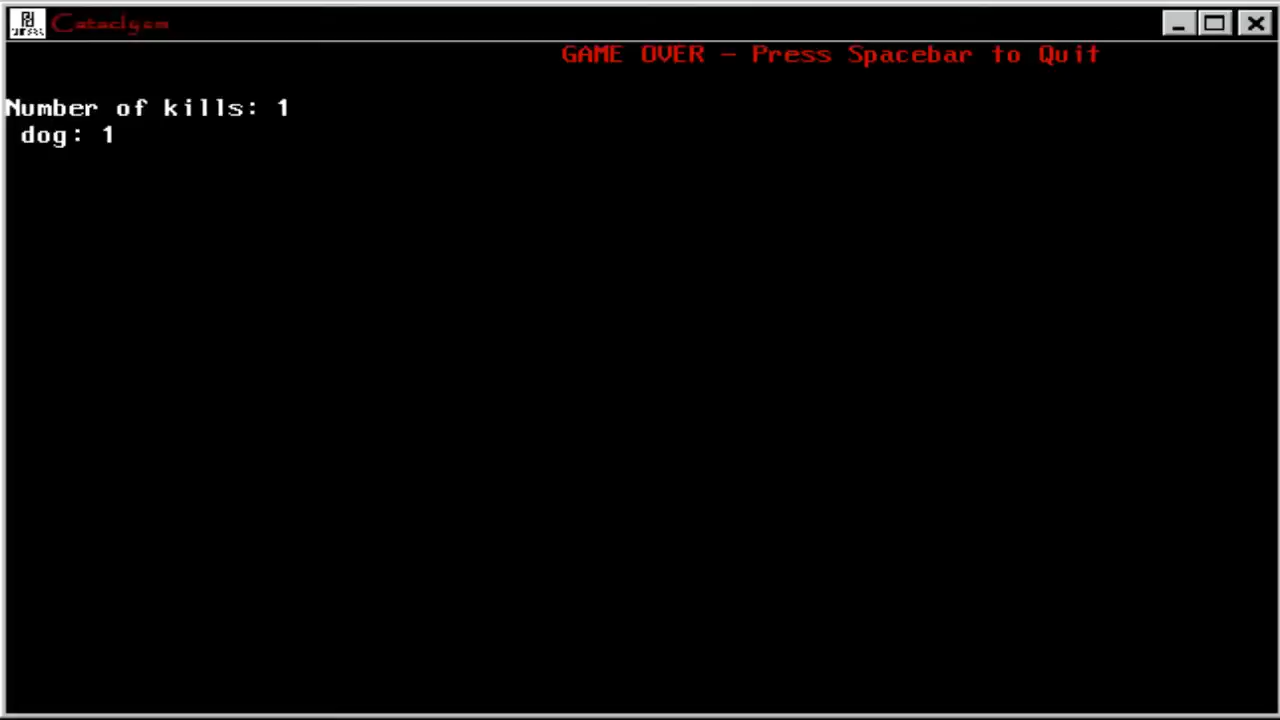 Cataclysm
GAME OVER - Press Spacebar to Quit
Number of kills: 1
dog: 1